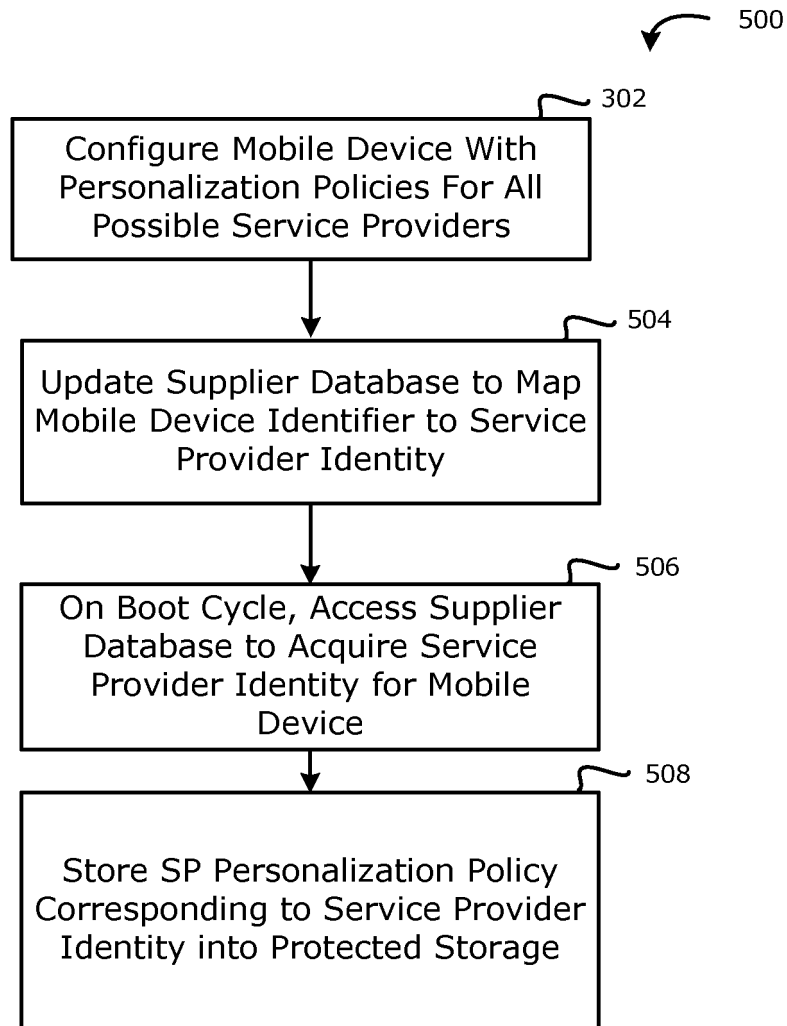 500
302
Configure Mobile Device With
Personalization Policies For All
Possible Service Providers
504
Update Supplier Database to Map
Mobile Device Identifier to Service
Provider Identity
506
On Boot Cycle, Access Supplier
Database to Acquire Service
Provider Identity for Mobile
Device
508
Store SP Personalization Policy
Corresponding to Service Provider
Identity into Protected Storage